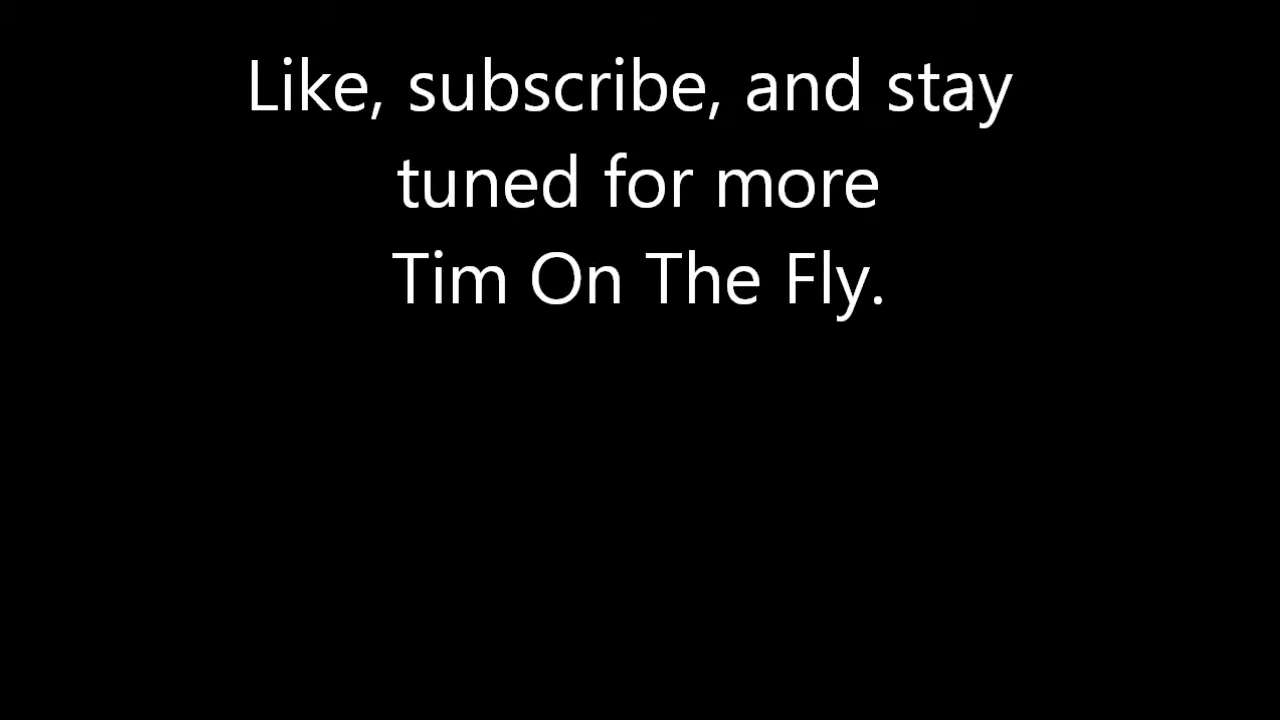 Like, subscribe, and stay
tuned for more
Tim On The Fly.